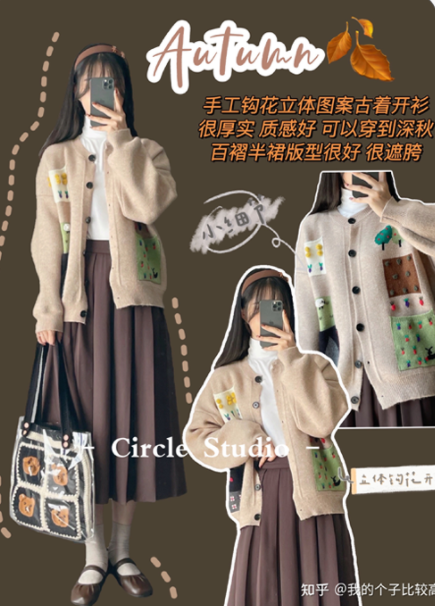 Autumn
手工钩花立体图案古着开衫
很厚实 质感好 可以穿到深秋
百褶半裙版型很好 很遮胯
小细节
- Circle Studio -
立体钩花开
知乎 @我的个子比较高